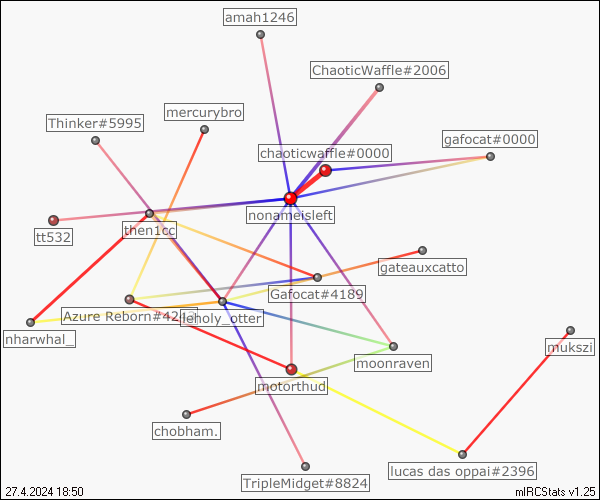 amah1246
ChaoticWaffle#2006
mercurybro
Thinker#5995
gafocat#0000
chaoticwaffle#0000
nonameisleft
then1cc
tt532
gateauxcatto
Gafocat#4189
Azure Reborn#42
leholy_otter
nharwhal_
mukszi
moonraven
motorthud
chobham.
lucas das oppai#2396
TripleMidget#8824
27.4.2024 18:50
mIRCStats v1.25